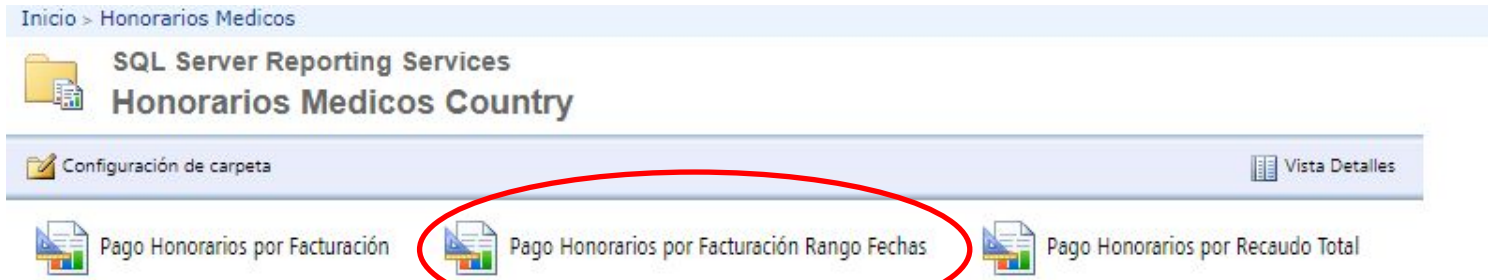 Inicio > Honorarios Medicos
SQL Server Reporting Services
Honorarios Medicos Country
Configuración de carpeta
Vista Detalles
Pago Honorarios por Facturación
Pago Honorarios por Facturación Rango Fechas
Pago Honorarios por Recaudo Total